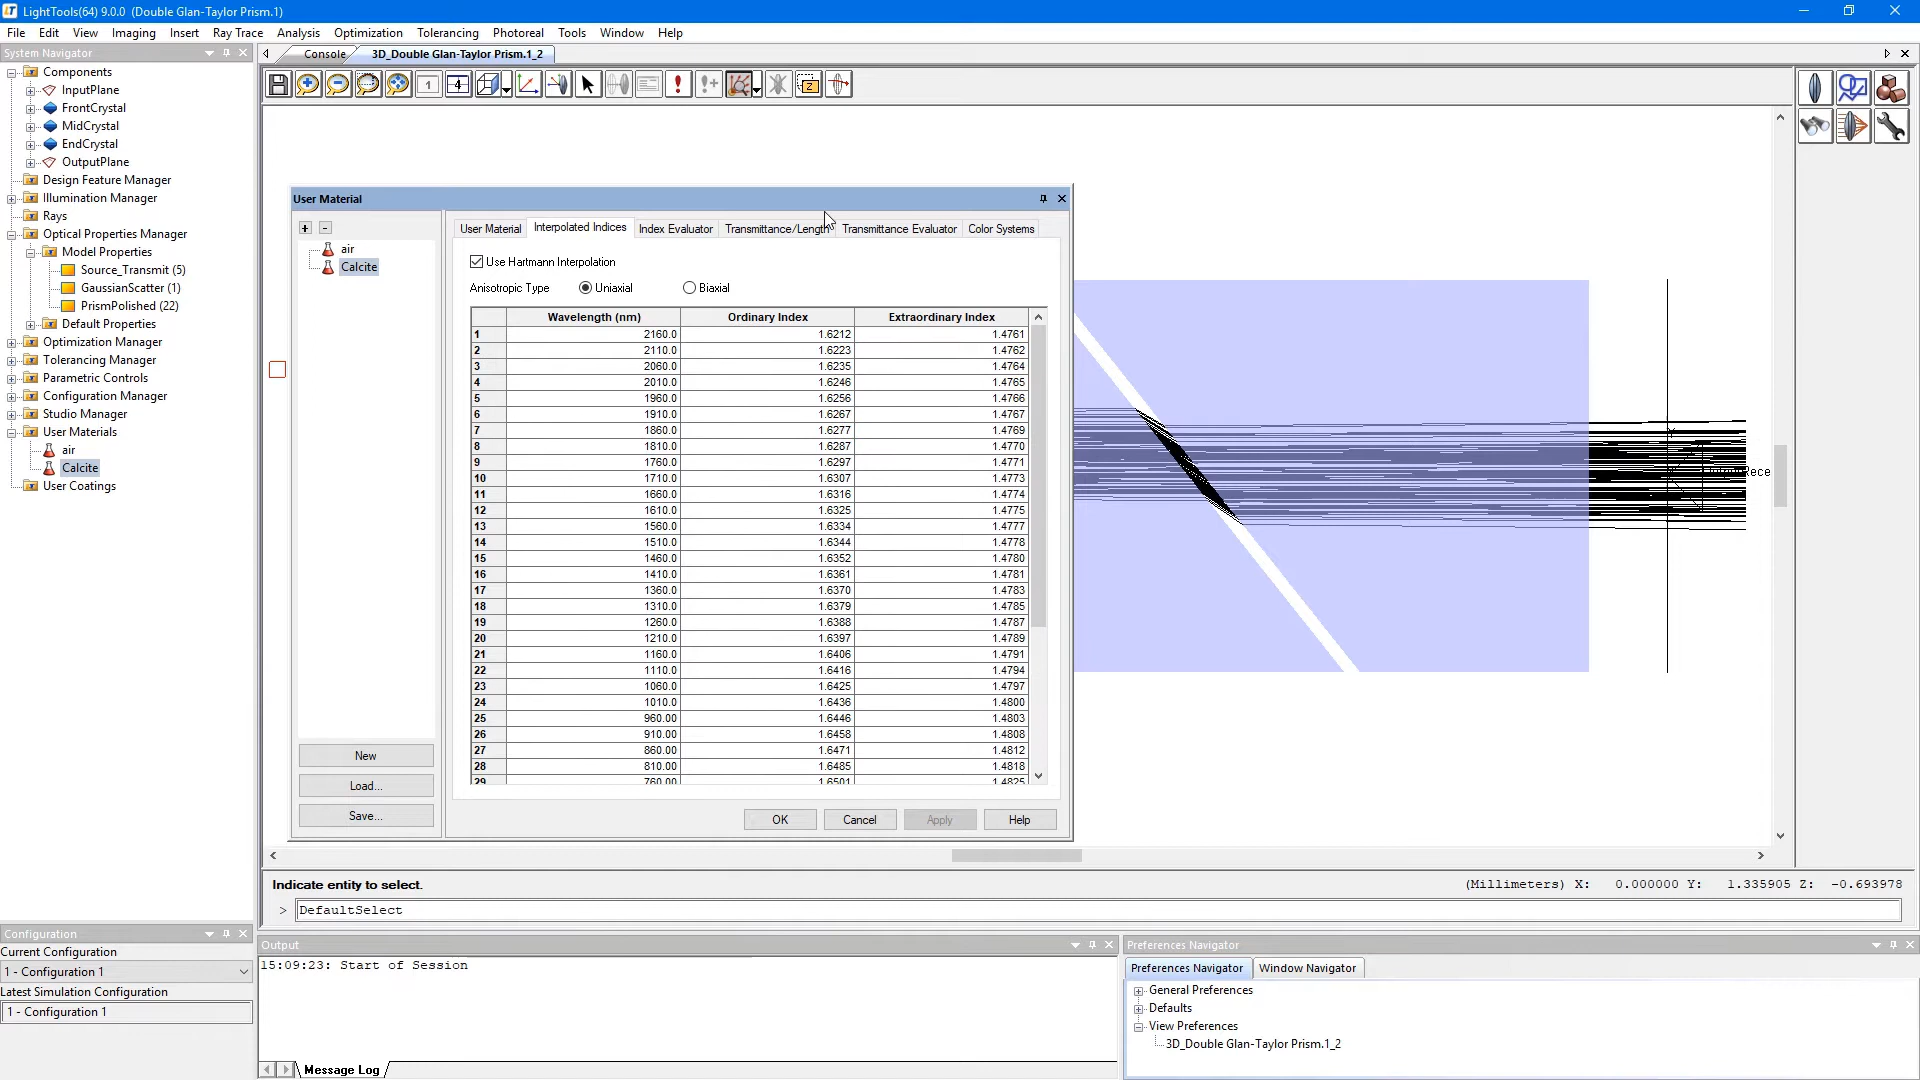 LightTools(64) 9.0.0 (Double Glan-Taylor Prism.1)
File Edit View Imaging Insert Ray Trace Analysis Optimization Tolerancing Photoreal Tools Window Help
System Navigator
Components
InputPlane
FrontCrystal
MidCrystal
EndCrystal
OutputPlane
Design Feature Manager
Illumination Manager
Rays
Optical Properties Manager
Model Properties
Source_Transmit (5)
GaussianScatter (1)
PrismPolished (22)
Default Properties
Optimization Manager
Tolerancing Manager
Parametric Controls
Configuration Manager
Studio Manager
User Materials
air
Calcite
User Coatings
Console 3D_Double Glan-Taylor Prism.1_2
User Material
air
Calcite
New
Load...
Save...
User Material Interpolated Indices Index Evaluator Transmittance/Length Transmittance Evaluator Color Systems
Use Hartmann Interpolation
Anisotropic Type Uniaxial Biaxial
Wavelength (nm) Ordinary Index Extraordinary Index
1 2160.0 1.6212 1.4761
2 2110.0 1.6223 1.4762
3 2060.0 1.6235 1.4764
4 2010.0 1.6246 1.4765
5 1960.0 1.6256 1.4766
6 1910.0 1.6267 1.4767
7 1860.0 1.6277 1.4769
8 1810.0 1.6287 1.4770
9 1760.0 1.6297 1.4771
10 1710.0 1.6307 1.4773
11 1660.0 1.6316 1.4774
12 1610.0 1.6325 1.4775
13 1560.0 1.6334 1.4777
14 1510.0 1.6344 1.4778
15 1460.0 1.6352 1.4780
16 1410.0 1.6361 1.4781
17 1360.0 1.6370 1.4783
18 1310.0 1.6379 1.4785
19 1260.0 1.6388 1.4787
20 1210.0 1.6397 1.4789
21 1160.0 1.6406 1.4791
22 1110.0 1.6416 1.4794
23 1060.0 1.6425 1.4797
24 1010.0 1.6436 1.4800
25 960.00 1.6446 1.4803
26 910.00 1.6458 1.4808
27 860.00 1.6471 1.4812
28 810.00 1.6485 1.4818
29 760.00 1.6501 1.4825
OK Cancel Apply Help
Indicate entity to select.
(Millimeters) X: 0.000000 Y: 1.335905 Z: -0.693978
> DefaultSelect
Configuration
Current Configuration
1 - Configuration 1
Latest Simulation Configuration
1 - Configuration 1
Output
15:09:23: Start of Session
Message Log
Preferences Navigator
Preferences Navigator Window Navigator
General Preferences
Defaults
View Preferences
3D_Double Glan-Taylor Prism.1_2